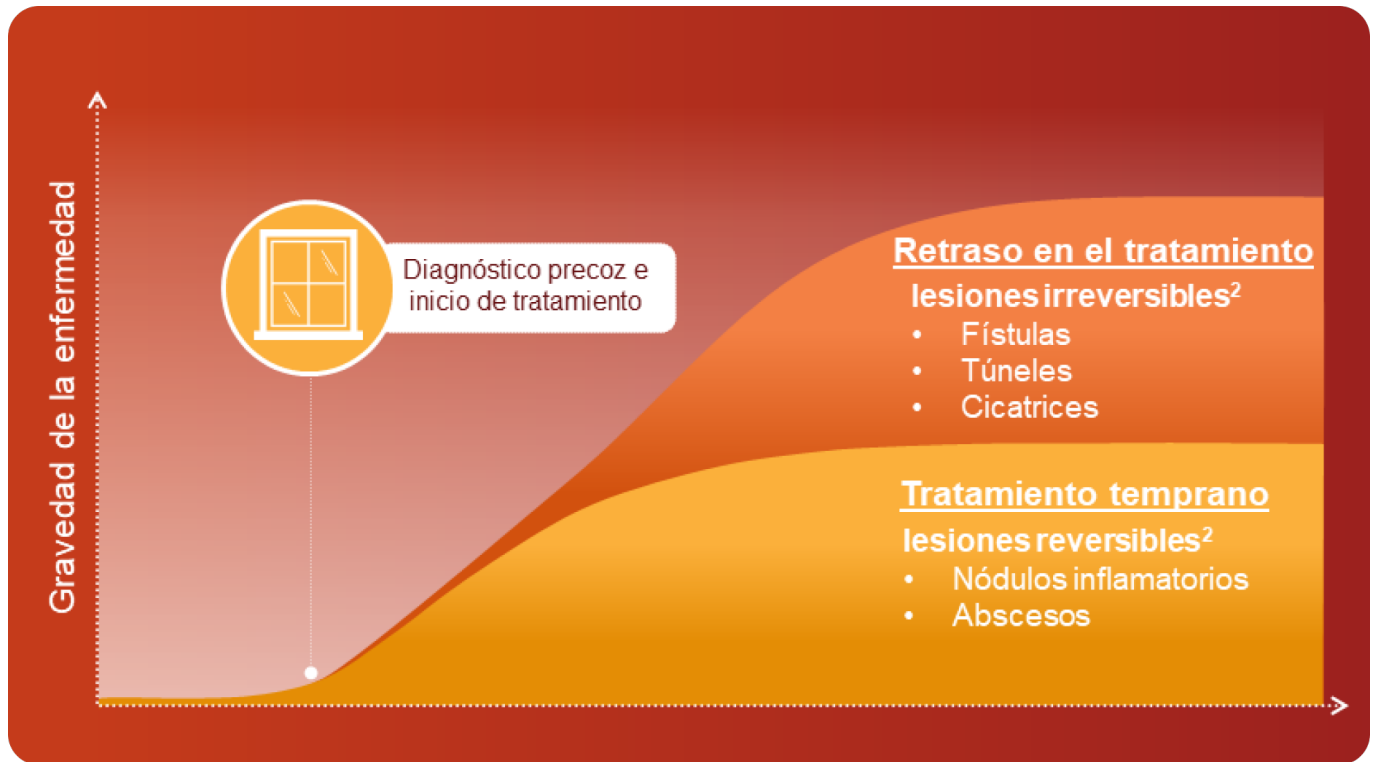 Gravedad de la enfermedad
Diagnóstico precoz e
inicio de tratamiento
Retraso en el tratamiento
lesiones irreversibles²
• Fístulas
• Túneles
• Cicatrices
Tratamiento temprano
lesiones reversibles²
• Nódulos inflamatorios
• Abscesos